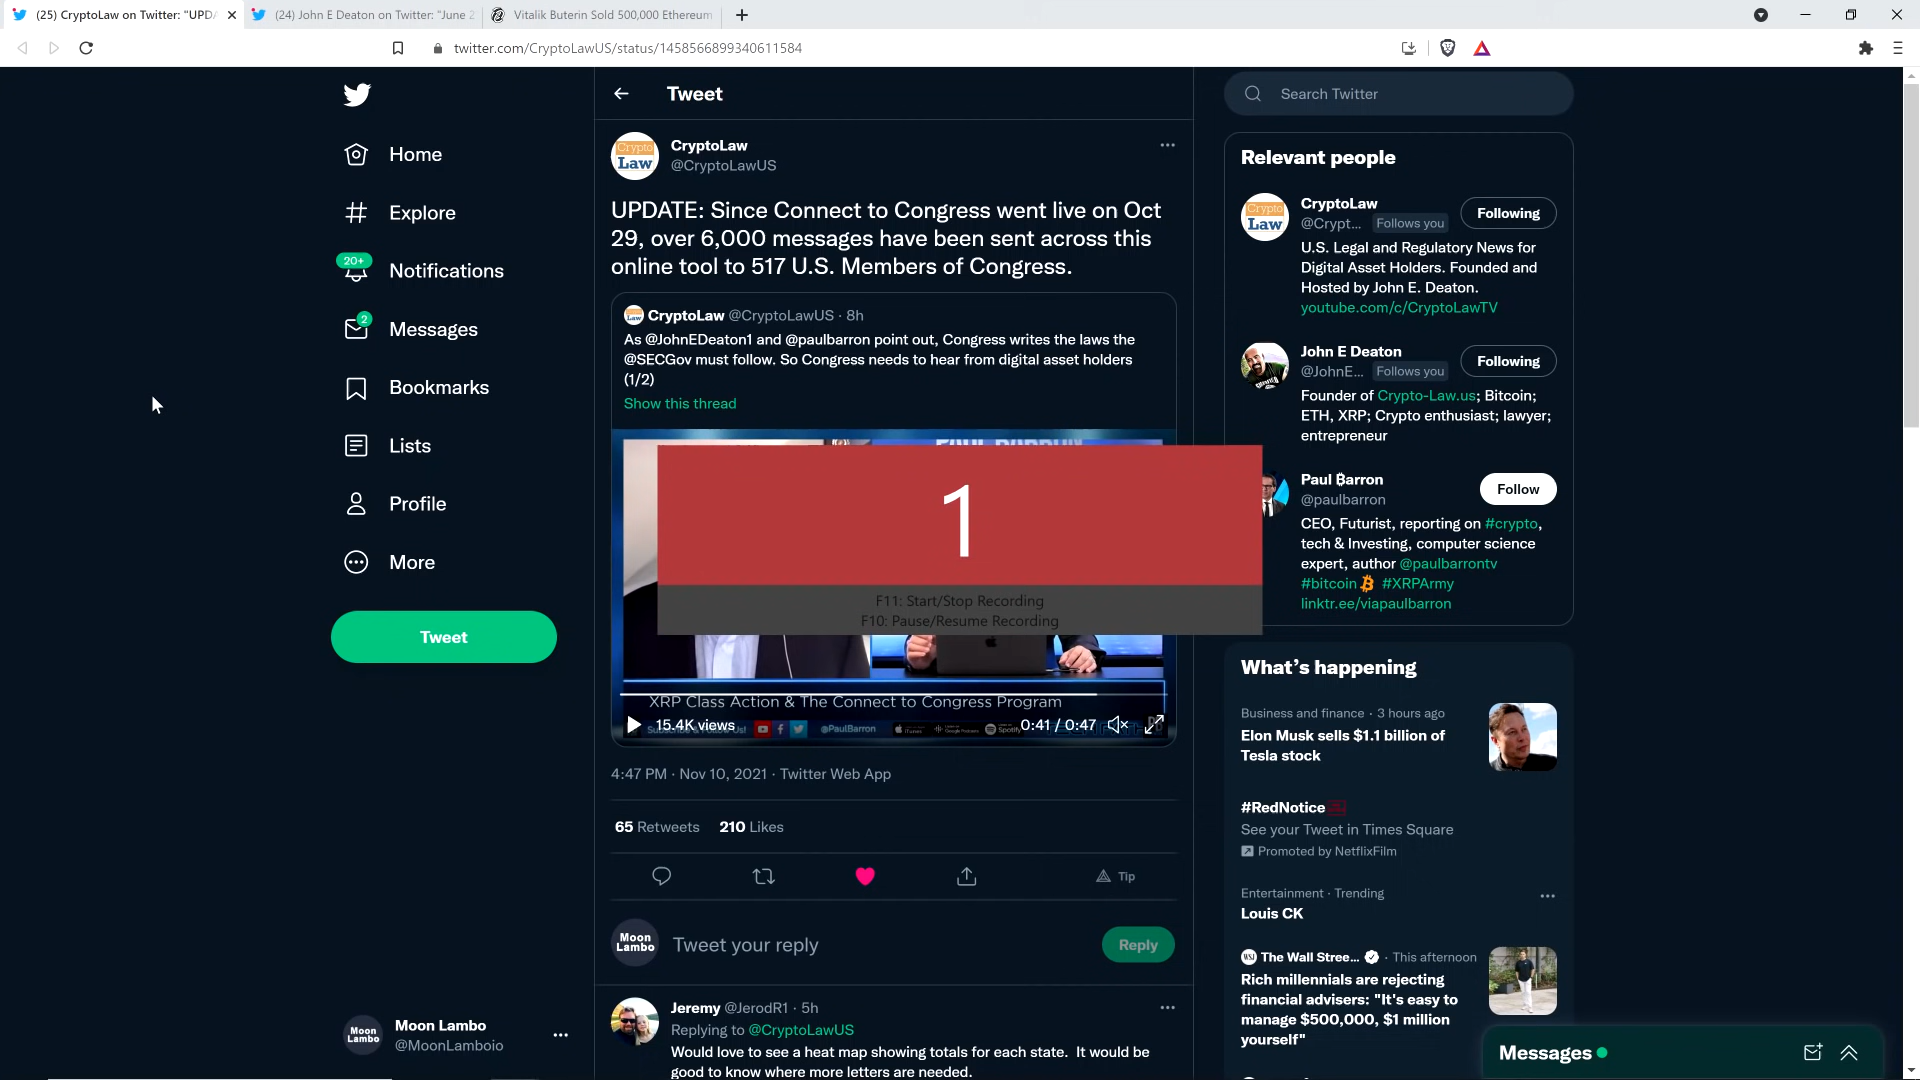 (25) CryptoLaw on Twitter: "UPDA
(24) John E Deaton on Twitter: "June 2
Vitalik Buterin Sold 500,000 Ethereum
twitter.com/CryptoLawUS/status/1458566899340611584
Home
Explore
20+
Notifications
2
Messages
Bookmarks
Lists
Profile
More
Tweet
Moon
Lambo
Moon Lambo
@MoonLamboio
Tweet
Crypto
Law
CryptoLaw
@CryptoLawUS
UPDATE: Since Connect to Congress went live on Oct
29, over 6,000 messages have been sent across this
online tool to 517 U.S. Members of Congress.
CryptoLaw @CryptoLawUS · 8h
As @JohnEDeaton1 and @paulbarron point out, Congress writes the laws the
@SECGov must follow. So Congress needs to hear from digital asset holders
(1/2)
Show this thread
1
F11: Start/Stop Recording
F10: Pause/Resume Recording
XRP Class Action & The Connect to Congress Program
15.4K views
0:41 / 0:47
@PaulBarron
Spotify
4:47 PM · Nov 10, 2021 · Twitter Web App
65 Retweets 210 Likes
Tip
Moon
Lambo
Tweet your reply
Reply
Jeremy @JerodR1 · 5h
Replying to @CryptoLawUS
Would love to see a heat map showing totals for each state. It would be
good to know where more letters are needed.
Search Twitter
Relevant people
Crypto
Law
CryptoLaw
@Crypt... Follows you
Following
U.S. Legal and Regulatory News for
Digital Asset Holders. Founded and
Hosted by John E. Deaton.
youtube.com/c/CryptoLawTV
John E Deaton
@JohnE... Follows you
Following
Founder of Crypto-Law.us; Bitcoin;
ETH, XRP; Crypto enthusiast; lawyer;
entrepreneur
Paul ₿arron
@paulbarron
Follow
CEO, Futurist, reporting on #crypto,
tech & Investing, computer science
expert, author @paulbarrontv
#bitcoin #XRPArmy
linktr.ee/viapaulbarron
What's happening
Business and finance · 3 hours ago
Elon Musk sells $1.1 billion of
Tesla stock
#RedNotice
See your Tweet in Times Square
Promoted by NetflixFilm
Entertainment · Trending
Louis CK
WSJ The Wall Stree... · This afternoon
Rich millennials are rejecting
financial advisers: "It's easy to
manage $500,000, $1 million
yourself"
Messages